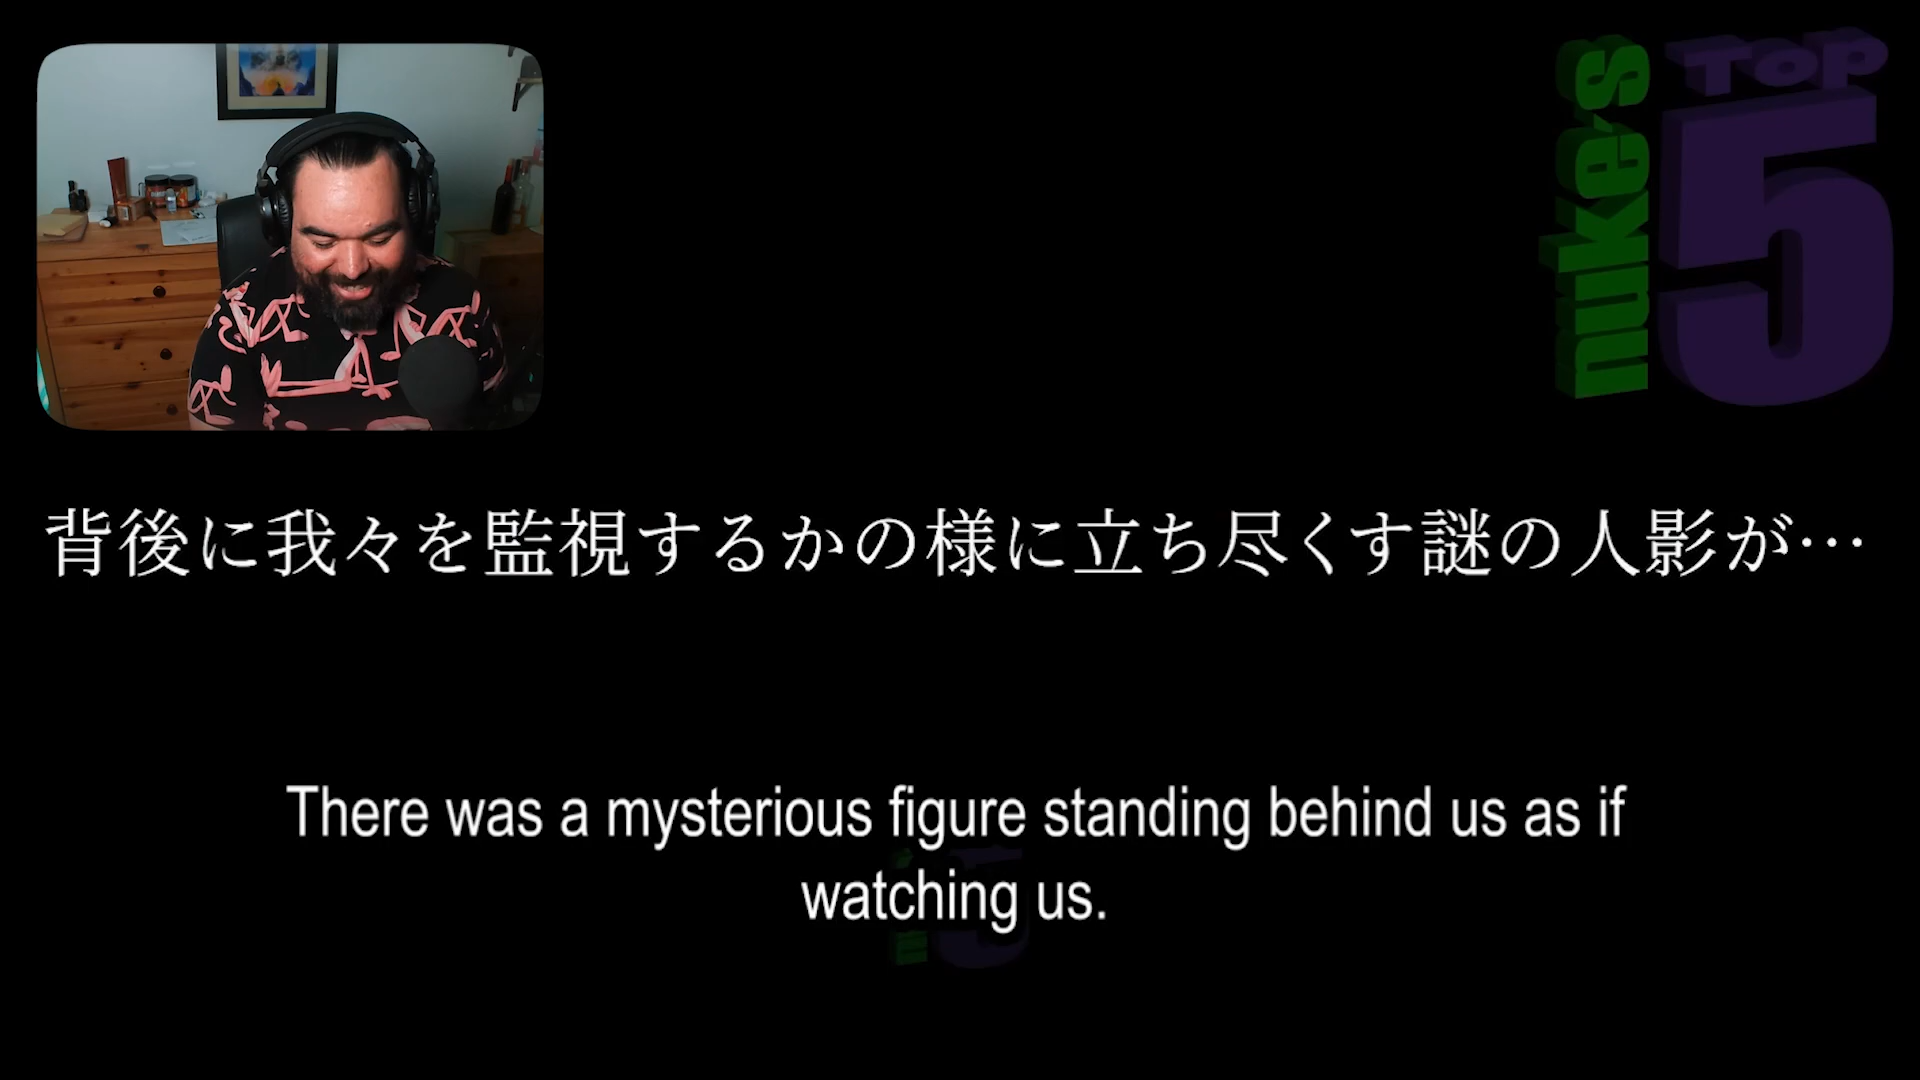 nuke's
Top
5
背後に我々を監視するかの様に立ち尽くす謎の人影が…
There was a mysterious figure standing behind us as if
watching us.